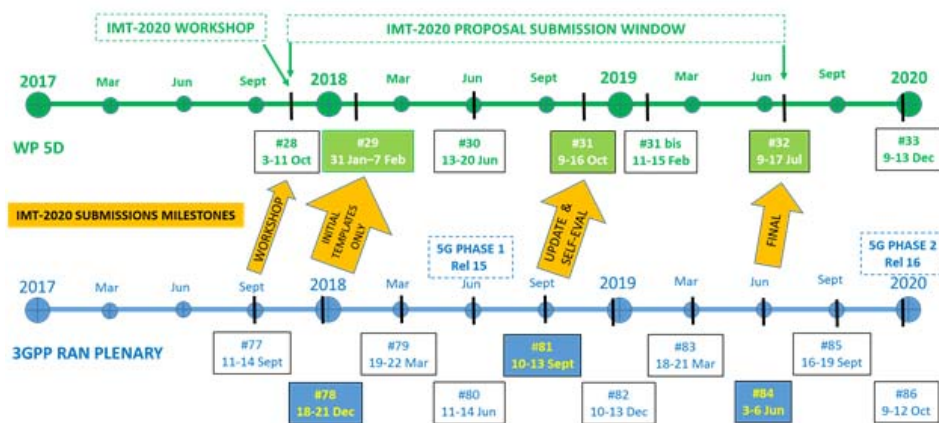 IMT-2020 WORKSHOP
IMT-2020 PROPOSAL SUBMISSION WINDOW
2017 Mar Jun Sept 2018 Mar Jun Sept 2019 Mar Jun Sept 2020
WP 5D
#28
3-11 Oct
#29
31 Jan–7 Feb
#30
13-20 Jun
#31
9-16 Oct
#31 bis
11-15 Feb
#32
9-17 Jul
#33
9-13 Dec
IMT-2020 SUBMISSIONS MILESTONES
WORKSHOP
INITIAL
TEMPLATES
ONLY
UPDATE &
SELF-EVAL
FINAL
5G PHASE 1
Rel 15
5G PHASE 2
Rel 16
2017 Mar Jun Sept 2018 Mar Jun Sept 2019 Mar Jun Sept 2020
3GPP RAN PLENARY
#77
11-14 Sept
#78
18-21 Dec
#79
19-22 Mar
#80
11-14 Jun
#81
10-13 Sept
#82
10-13 Dec
#83
18-21 Mar
#84
3-6 Jun
#85
16-19 Sept
#86
9-12 Oct